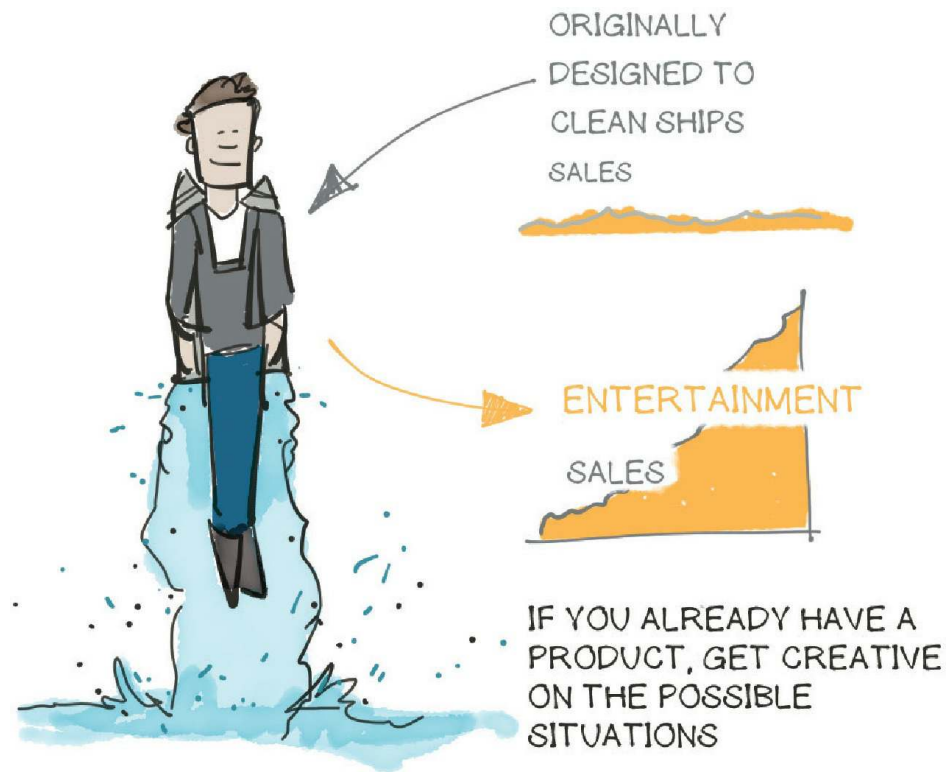 ORIGINALLY
DESIGNED TO
CLEAN SHIPS
SALES
ENTERTAINMENT
SALES
IF YOU ALREADY HAVE A
PRODUCT, GET CREATIVE
ON THE POSSIBLE
SITUATIONS